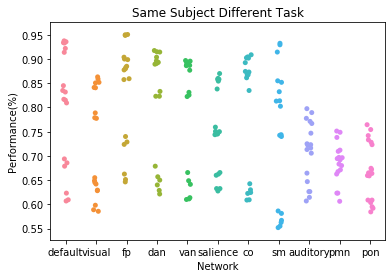 Same Subject Different Task
Performance(%)
0.95
0.90
0.85
0.80
0.75
0.70
0.65
0.60
0.55
default visual fp dan van salience co sm auditory pmn pon
Network